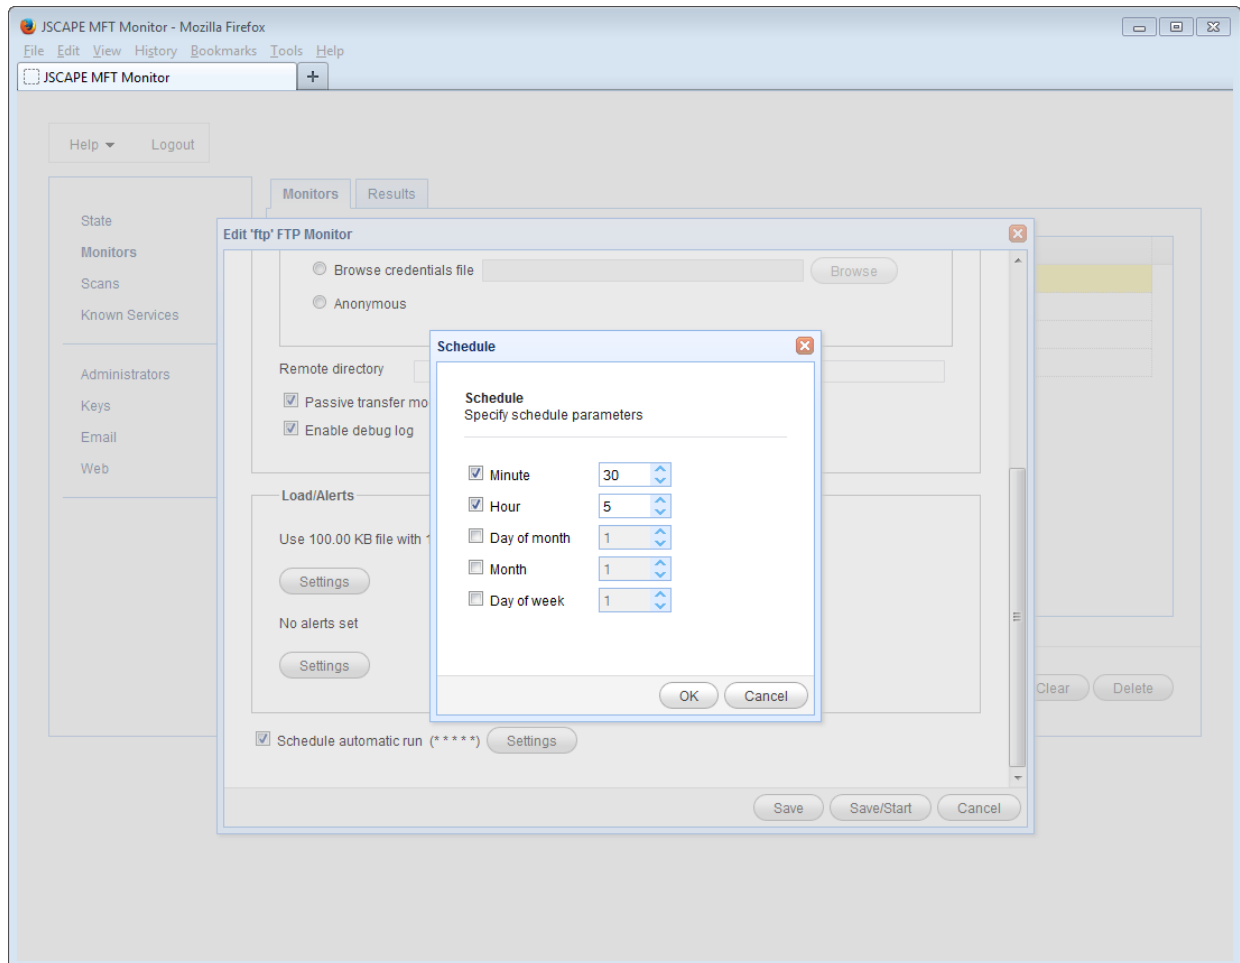 JSCAPE MFT Monitor - Mozilla Firefox
File Edit View History Bookmarks Tools Help
JSCAPE MFT Monitor
Help Logout
Monitors Results
State
Monitors
Scans
Known Services
Administrators
Keys
Email
Web
Edit 'ftp' FTP Monitor
Browse credentials file Browse
Anonymous
Remote directory
Passive transfer mo
Enable debug log
Load/Alerts
Use 100.00 KB file with 1
Settings
No alerts set
Settings
Schedule automatic run (* * * * *) Settings
Save Save/Start Cancel
Clear Delete
Schedule
Schedule
Specify schedule parameters
Minute 30
Hour 5
Day of month 1
Month 1
Day of week 1
OK Cancel